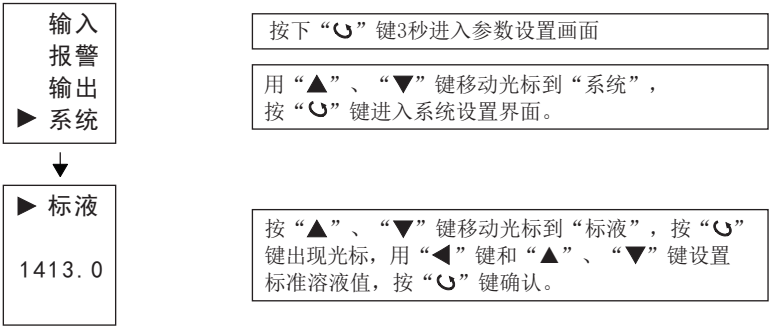 输入
报警
输出
▶ 系统
按下“↻”键3秒进入参数设置画面
用“▲”、“▼”键移动光标到“系统”，
按“↻”键进入系统设置界面。
▶ 标液
1413.0
按“▲”、“▼”键移动光标到“标液”，按“↻”
键出现光标，用“◀”键和“▲”、“▼”键设置
标准溶液值，按“↻”键确认。